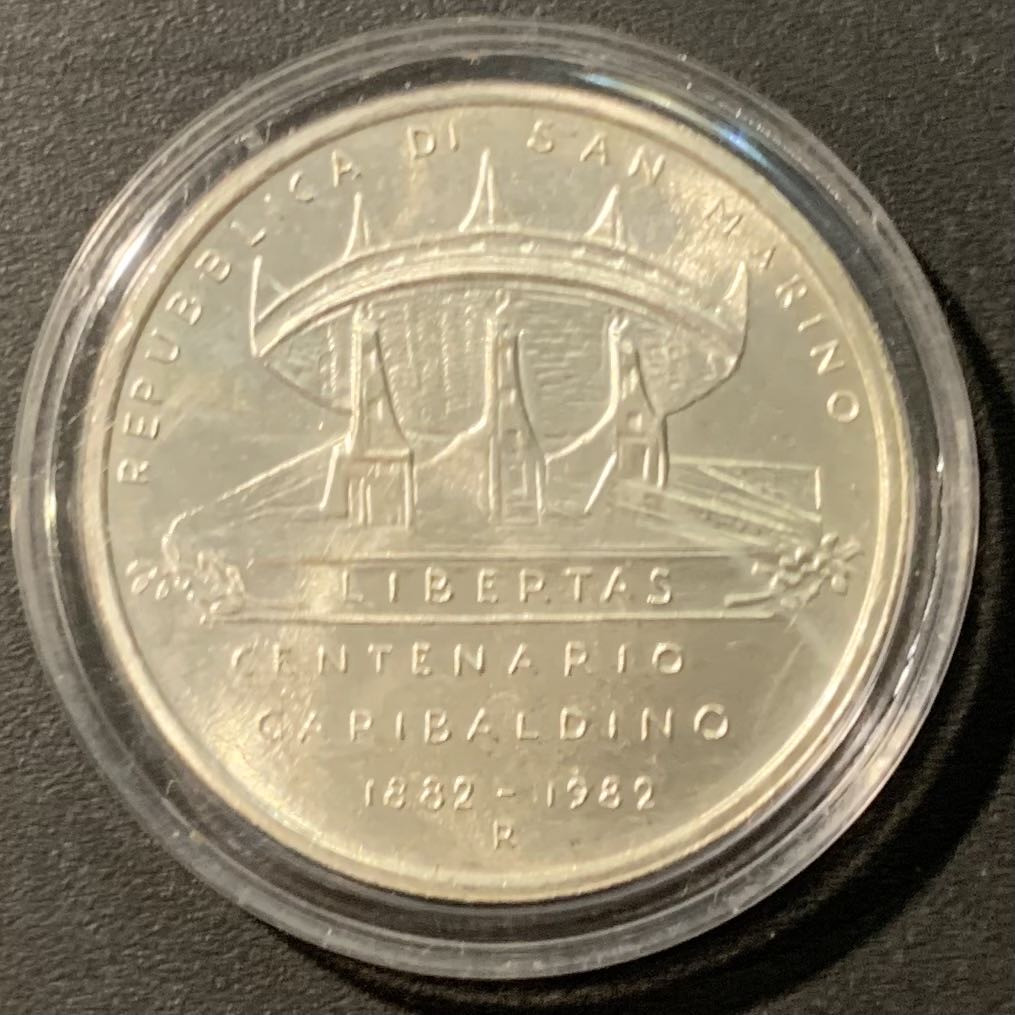 REPUBBLICA DI SAN MARINO
LIBERTAS
CENTENARIO
GARIBALDINO
1882 - 1982
R